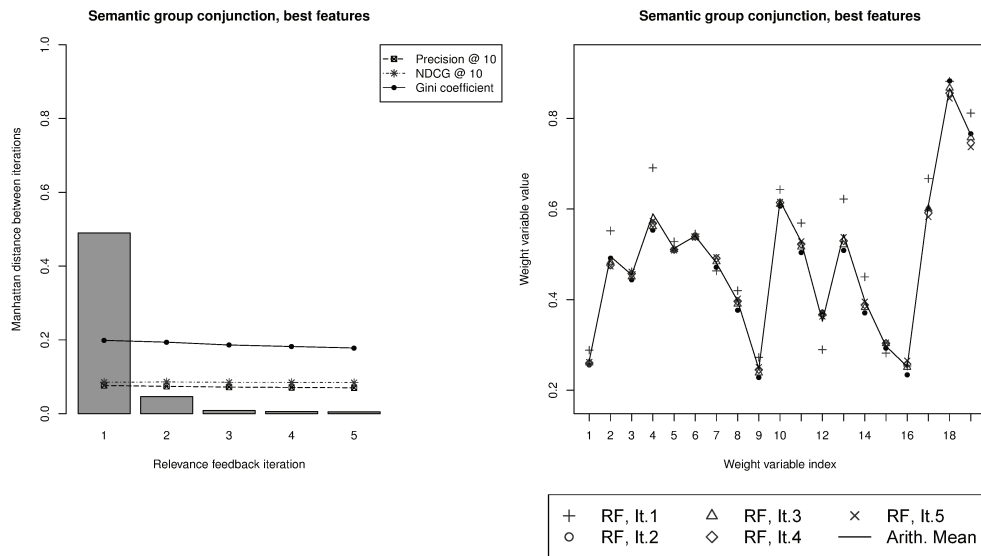 Semantic group conjunction, best features
Manhattan distance between iterations
1.0
0.8
0.6
0.4
0.2
0.0
Precision @ 10
NDCG @ 10
Gini coefficient
1 2 3 4 5
Relevance feedback iteration
Semantic group conjunction, best features
Weight variable value
0.8
0.6
0.4
0.2
1 2 3 4 5 6 7 8 9 10 12 14 16 18
Weight variable index
RF, It.1 RF, It.3 RF, It.5
RF, It.2 RF, It.4 Arith. Mean